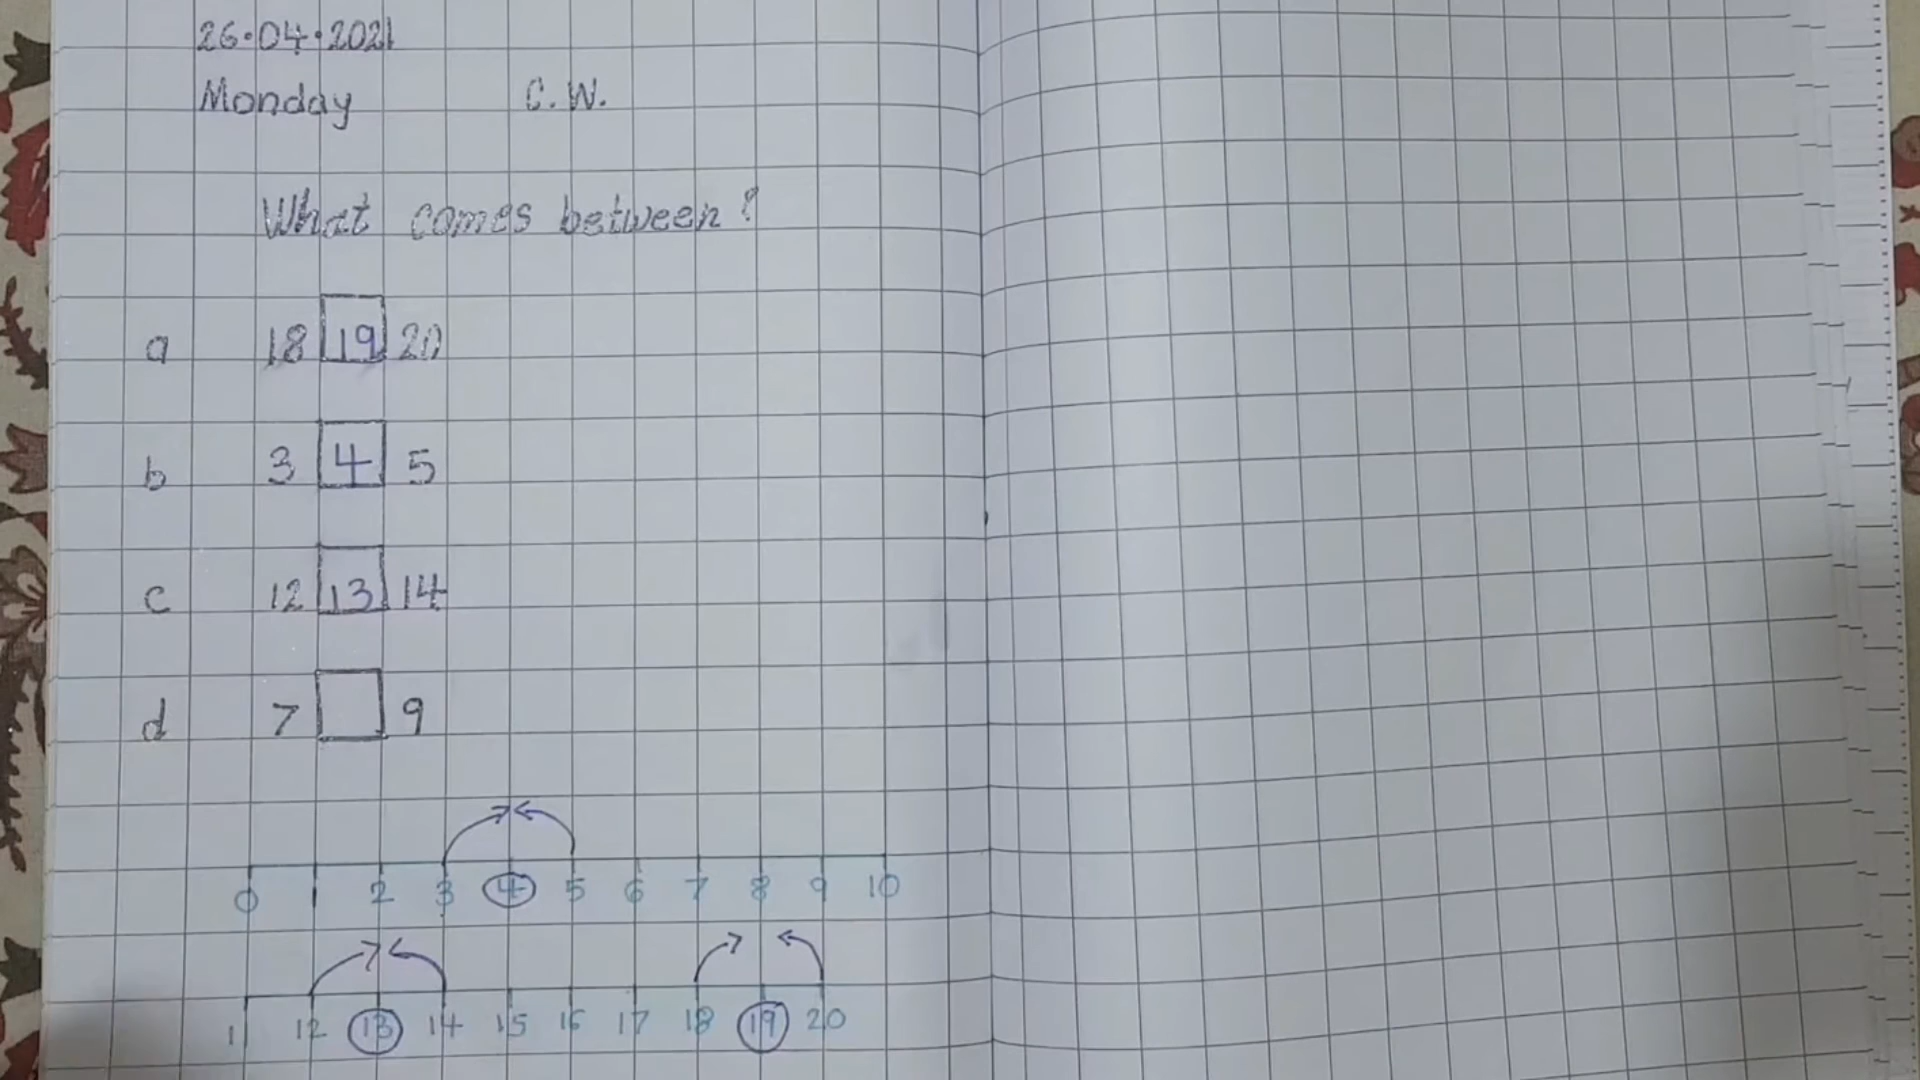 26.04.2021
Monday C.W.
What comes between?
a 18 19 20
b 3 4 5
c 12 13 14
d 7 9
0 1 2 3 4 5 6 7 8 9 10
11 12 13 14 15 16 17 18 19 20